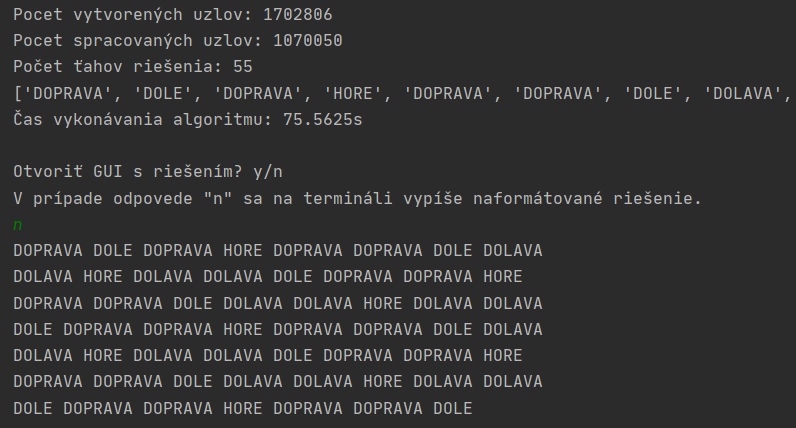 Pocet vytvorených uzlov: 1702806
Pocet spracovaných uzlov: 1070050
Počet ťahov riešenia: 55
['DOPRAVA', 'DOLE', 'DOPRAVA', 'HORE', 'DOPRAVA', 'DOPRAVA', 'DOLE', 'DOLAVA',
Čas vykonávania algoritmu: 75.5625s
Otvoriť GUI s riešením? y/n
V prípade odpovede "n" sa na termináli vypíše naformátované riešenie.
n
DOPRAVA DOLE DOPRAVA HORE DOPRAVA DOPRAVA DOLE DOLAVA
DOLAVA HORE DOLAVA DOLAVA DOLE DOPRAVA DOPRAVA HORE
DOPRAVA DOPRAVA DOLE DOLAVA DOLAVA HORE DOLAVA DOLAVA
DOLE DOPRAVA DOPRAVA HORE DOPRAVA DOPRAVA DOLE DOLAVA
DOLAVA HORE DOLAVA DOLAVA DOLE DOPRAVA DOPRAVA HORE
DOPRAVA DOPRAVA DOLE DOLAVA DOLAVA HORE DOLAVA DOLAVA
DOLE DOPRAVA DOPRAVA HORE DOPRAVA DOPRAVA DOLE